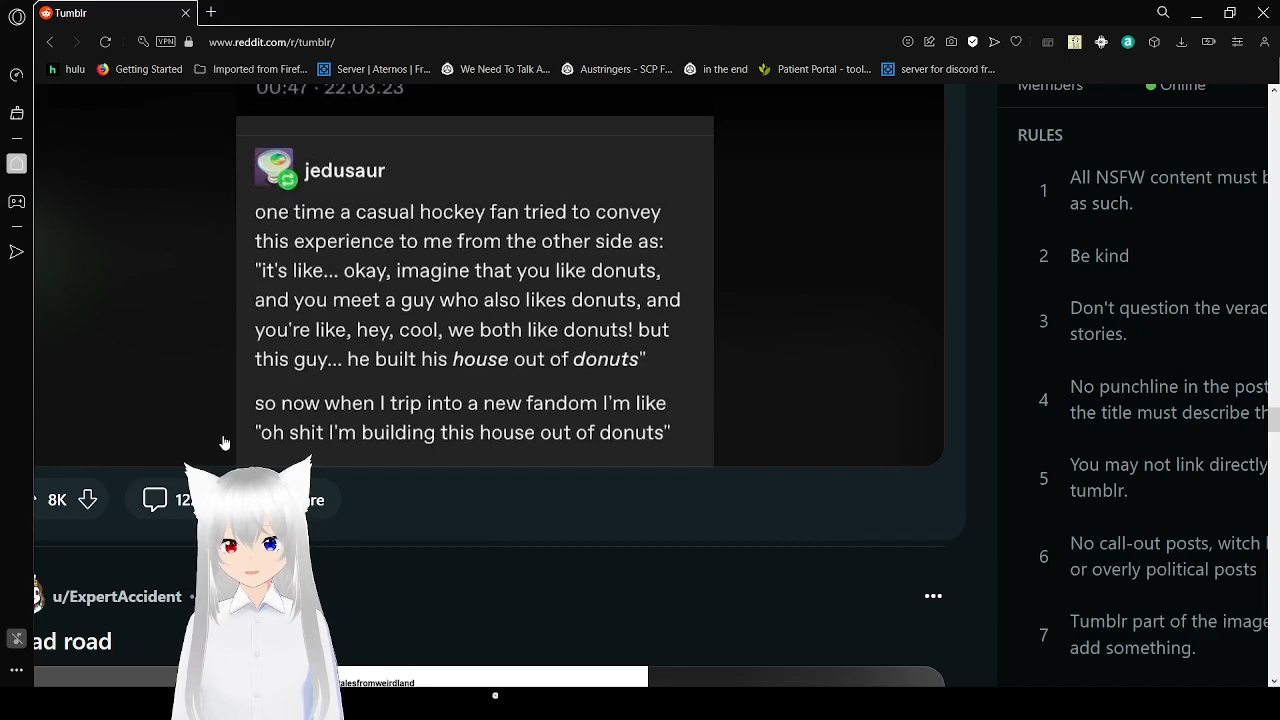 Tumblr
VPN
www.reddit.com/r/tumblr/
hulu
Getting Started
Imported from Firef...
Server | Aternos | Fr...
We Need To Talk A...
Austringers - SCP F...
in the end
Patient Portal - tool...
server for discord fr...
00:47 · 22.03.23
Members
Online
jedusaur
one time a casual hockey fan tried to convey
this experience to me from the other side as:
"it's like... okay, imagine that you like donuts,
and you meet a guy who also likes donuts, and
you're like, hey, cool, we both like donuts! but
this guy... he built his house out of donuts"
so now when I trip into a new fandom I'm like
"oh shit I'm building this house out of donuts"
8K
u/ExpertAccident •
ad road
RULES
1 All NSFW content must b
as such.
2 Be kind
3 Don't question the verac
stories.
4 No punchline in the post
the title must describe th
5 You may not link directly
tumblr.
6 No call-out posts, witch
or overly political posts
7 Tumblr part of the image
add something.